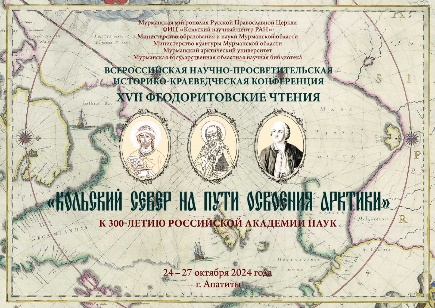 Мурманская митрополия Русской Православной Церкви
ФИЦ «Кольский научный центр РАН»
Министерство образования и науки Мурманской области
Министерство культуры Мурманской области
Мурманский арктический университет
Мурманская государственная областная научная библиотека
ВСЕРОССИЙСКАЯ НАУЧНО-ПРОСВЕТИТЕЛЬСКАЯ
ИСТОРИКО-КРАЕВЕДЧЕСКАЯ КОНФЕРЕНЦИЯ
XVII ФЕОДОРИТОВСКИЕ ЧТЕНИЯ
«КОЛЬСКИЙ СЕВЕР НА ПУТИ ОСВОЕНИЯ АРКТИКИ»
К 300-ЛЕТИЮ РОССИЙСКОЙ АКАДЕМИИ НАУК
24 – 27 октября 2024 года
г. Апатиты